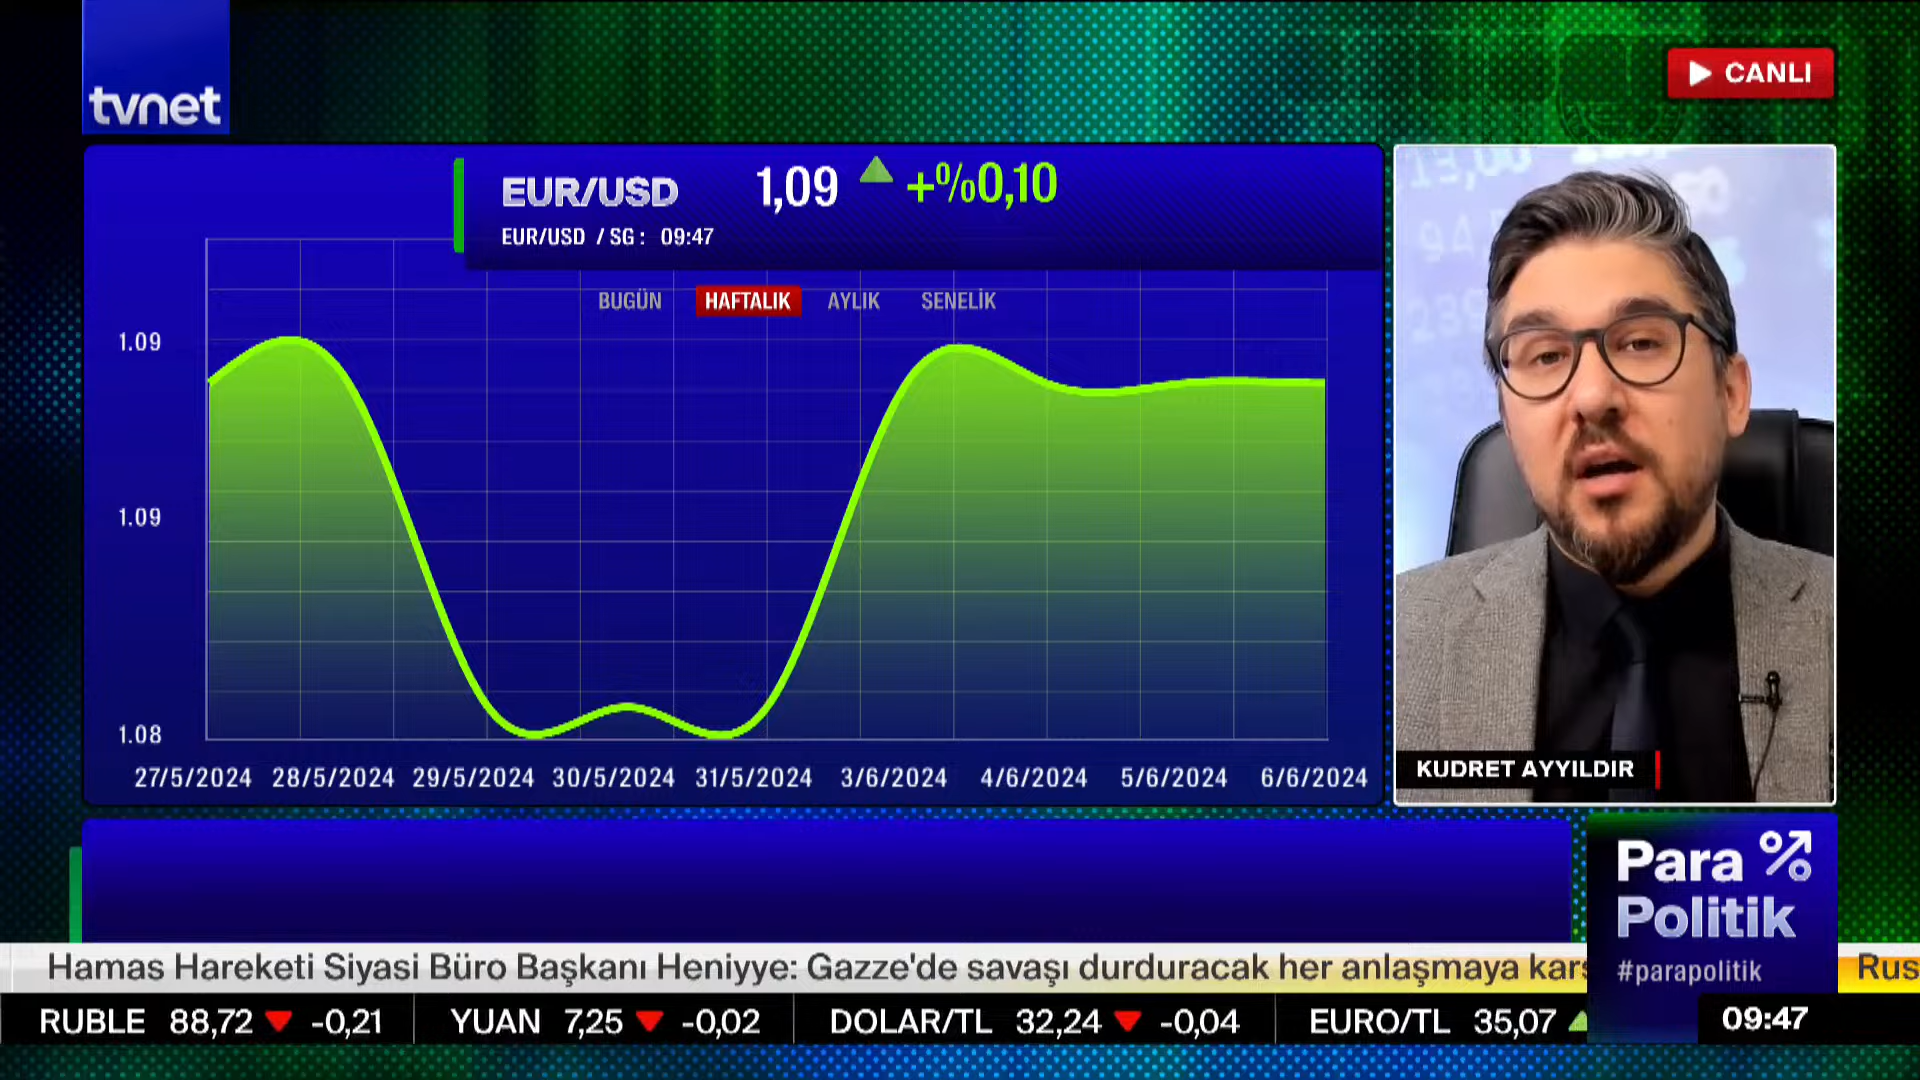 tvnet
CANLI
EUR/USD 1,09 +%0,10
EUR/USD / SG : 09:47
BUGÜN HAFTALIK AYLIK SENELİK
1.09
1.09
1.08
27/5/2024 28/5/2024 29/5/2024 30/5/2024 31/5/2024 3/6/2024 4/6/2024 5/6/2024 6/6/2024
13,00
94
KUDRET AYYILDIR
Para
Politik
#parapolitik
Hamas Hareketi Siyasi Büro Başkanı Heniyye: Gazze'de savaşı durduracak her anlaşmaya karş
Rus
RUBLE 88,72 -0,21 YUAN 7,25 -0,02 DOLAR/TL 32,24 -0,04 EURO/TL 35,07
09:47